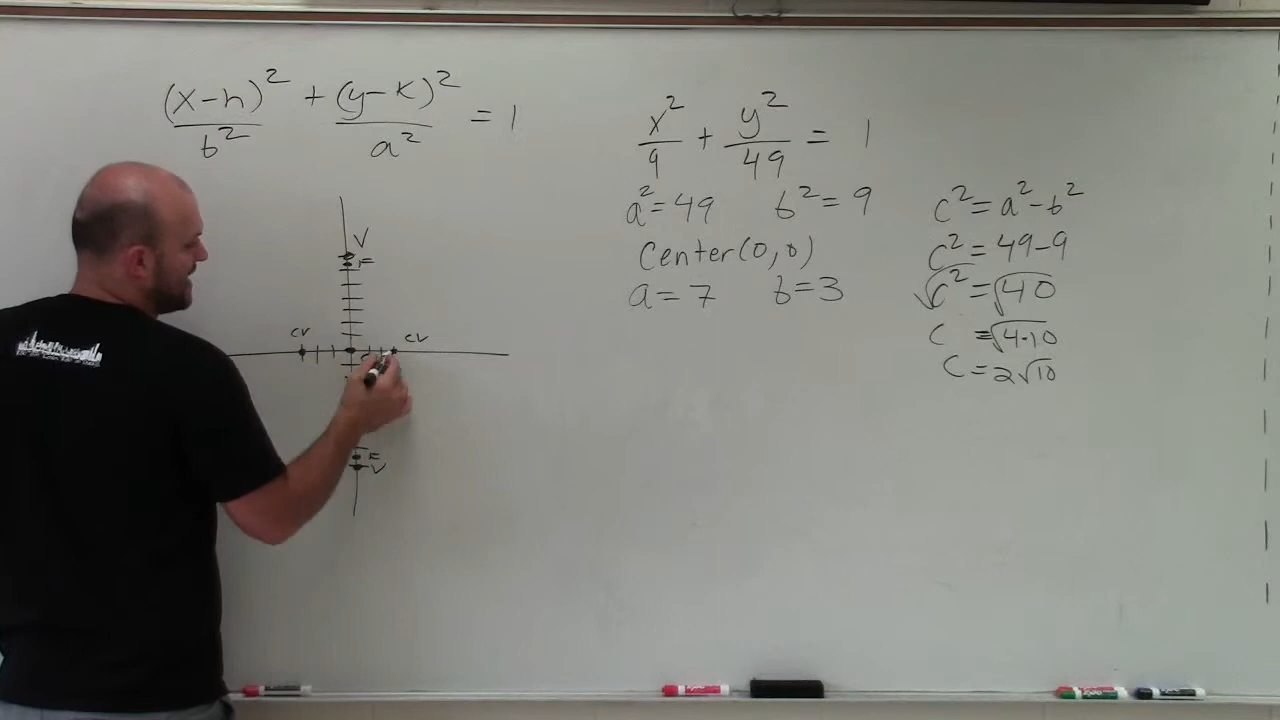 (x-h)²/b² + (y-k)²/a² = 1
V
F
CV
CV
F
V
x²/9 + y²/49 = 1
a²=49 b²=9
Center(0,0)
a=7 b=3
c²=a²-b²
c²=49-9
√c²=√40
c =√4·10
c=2√10